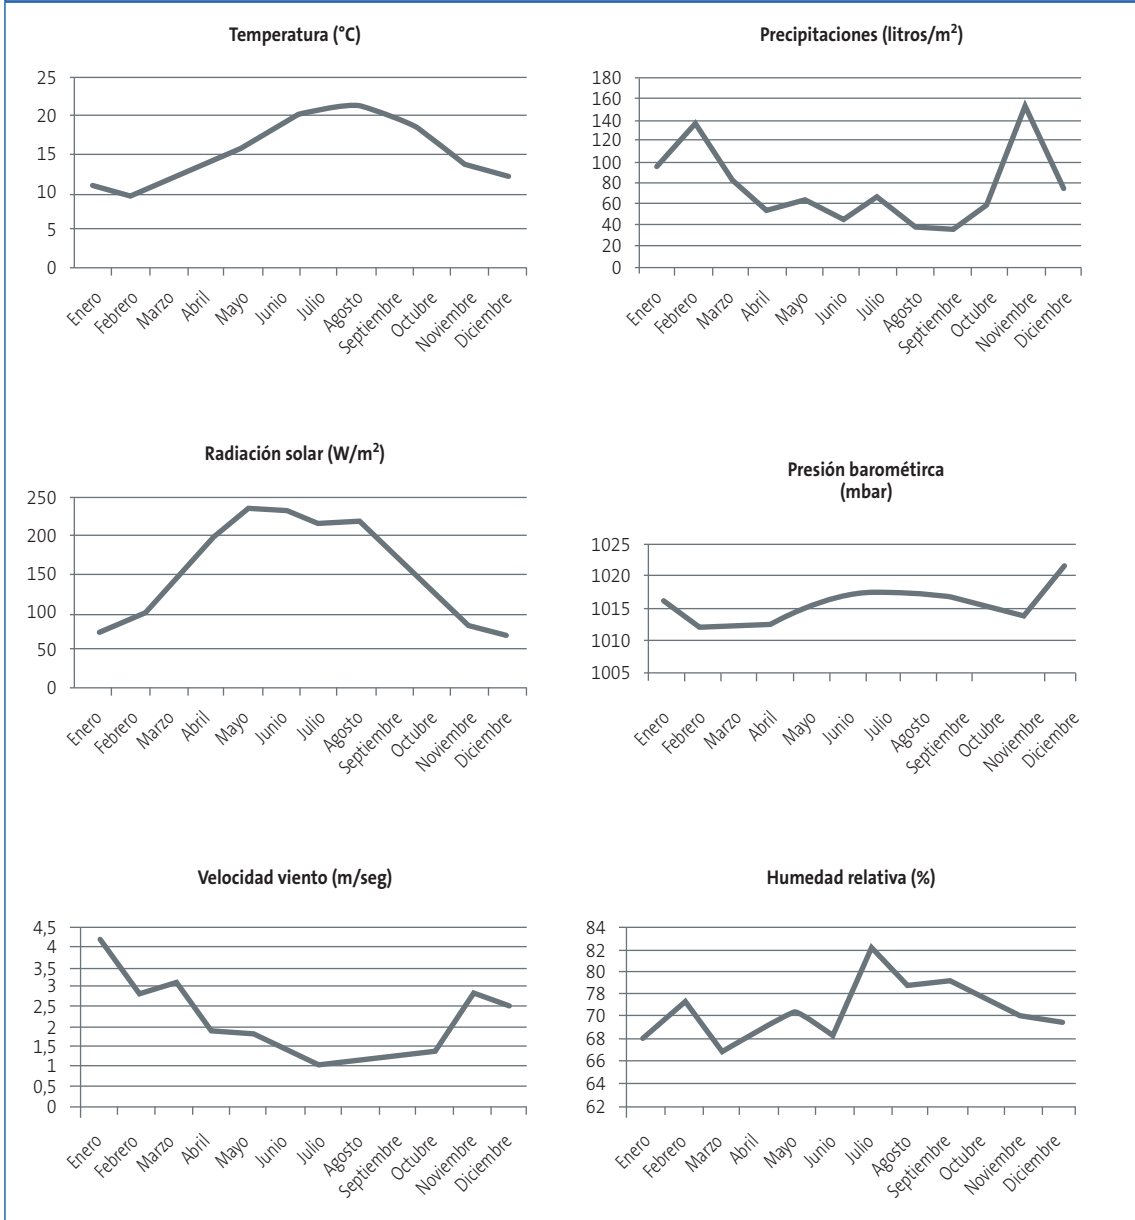 Temperatura (°C)
25
20
15
10
5
0
Enero
Febrero
Marzo
Abril
Mayo
Junio
Julio
Agosto
Septiembre
Octubre
Noviembre
Diciembre
Precipitaciones (litros/m²)
180
160
140
120
100
80
60
40
20
0
Enero
Febrero
Marzo
Abril
Mayo
Junio
Julio
Agosto
Septiembre
Octubre
Noviembre
Diciembre
Radiación solar (W/m²)
250
200
150
100
50
0
Enero
Febrero
Marzo
Abril
Mayo
Junio
Julio
Agosto
Septiembre
Octubre
Noviembre
Diciembre
Presión barométirca
(mbar)
1025
1020
1015
1010
1005
Enero
Febrero
Marzo
Abril
Mayo
Junio
Julio
Agosto
Septiembre
Octubre
Noviembre
Diciembre
Velocidad viento (m/seg)
4,5
4
3,5
3
2,5
2
1,5
1
0,5
0
Enero
Febrero
Marzo
Abril
Mayo
Junio
Julio
Agosto
Septiembre
Octubre
Noviembre
Diciembre
Humedad relativa (%)
84
82
80
78
70
68
66
64
62
Enero
Febrero
Marzo
Abril
Mayo
Junio
Julio
Agosto
Septiembre
Octubre
Noviembre
Diciembre